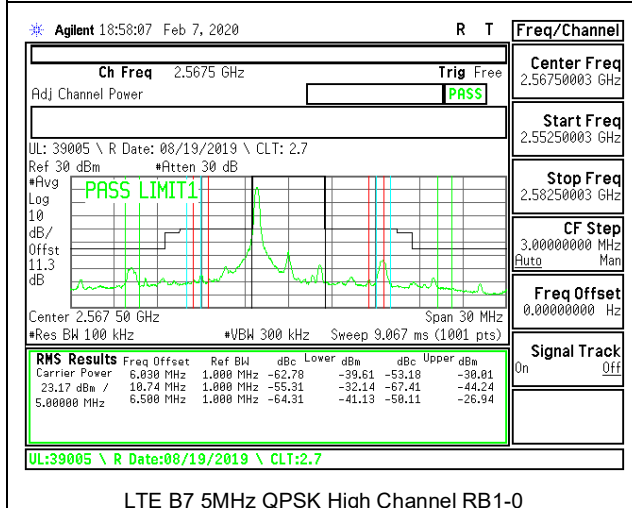 Agilent 18:58:07 Feb 7, 2020 R T
Freq/Channel
Ch Freq 2.5675 GHz Trig Free
Adj Channel Power PASS
UL: 39005 \ R Date: 08/19/2019 \ CLT: 2.7
Ref 30 dBm #Atten 30 dB
#Avg
Log
10
dB/
Offst
11.3
dB
PASS LIMIT1
Center 2.567 50 GHz Span 30 MHz
#Res BW 100 kHz #VBW 300 kHz Sweep 9.067 ms (1001 pts)
RMS Results Freq Offset Ref BW dBc Lower dBm dBc Upper dBm
Carrier Power 6.030 MHz 1.000 MHz -62.78 -39.61 -53.18 -30.01
23.17 dBm / 10.74 MHz 1.000 MHz -55.31 -32.14 -67.41 -44.24
5.00000 MHz 6.500 MHz 1.000 MHz -64.31 -41.13 -50.11 -26.94
UL:39005 \ R Date:08/19/2019 \ CLT:2.7
Center Freq
2.56750003 GHz
Start Freq
2.55250003 GHz
Stop Freq
2.58250003 GHz
CF Step
3.00000000 MHz
Auto Man
Freq Offset
0.00000000 Hz
Signal Track
On Off
LTE B7 5MHz QPSK High Channel RB1-0